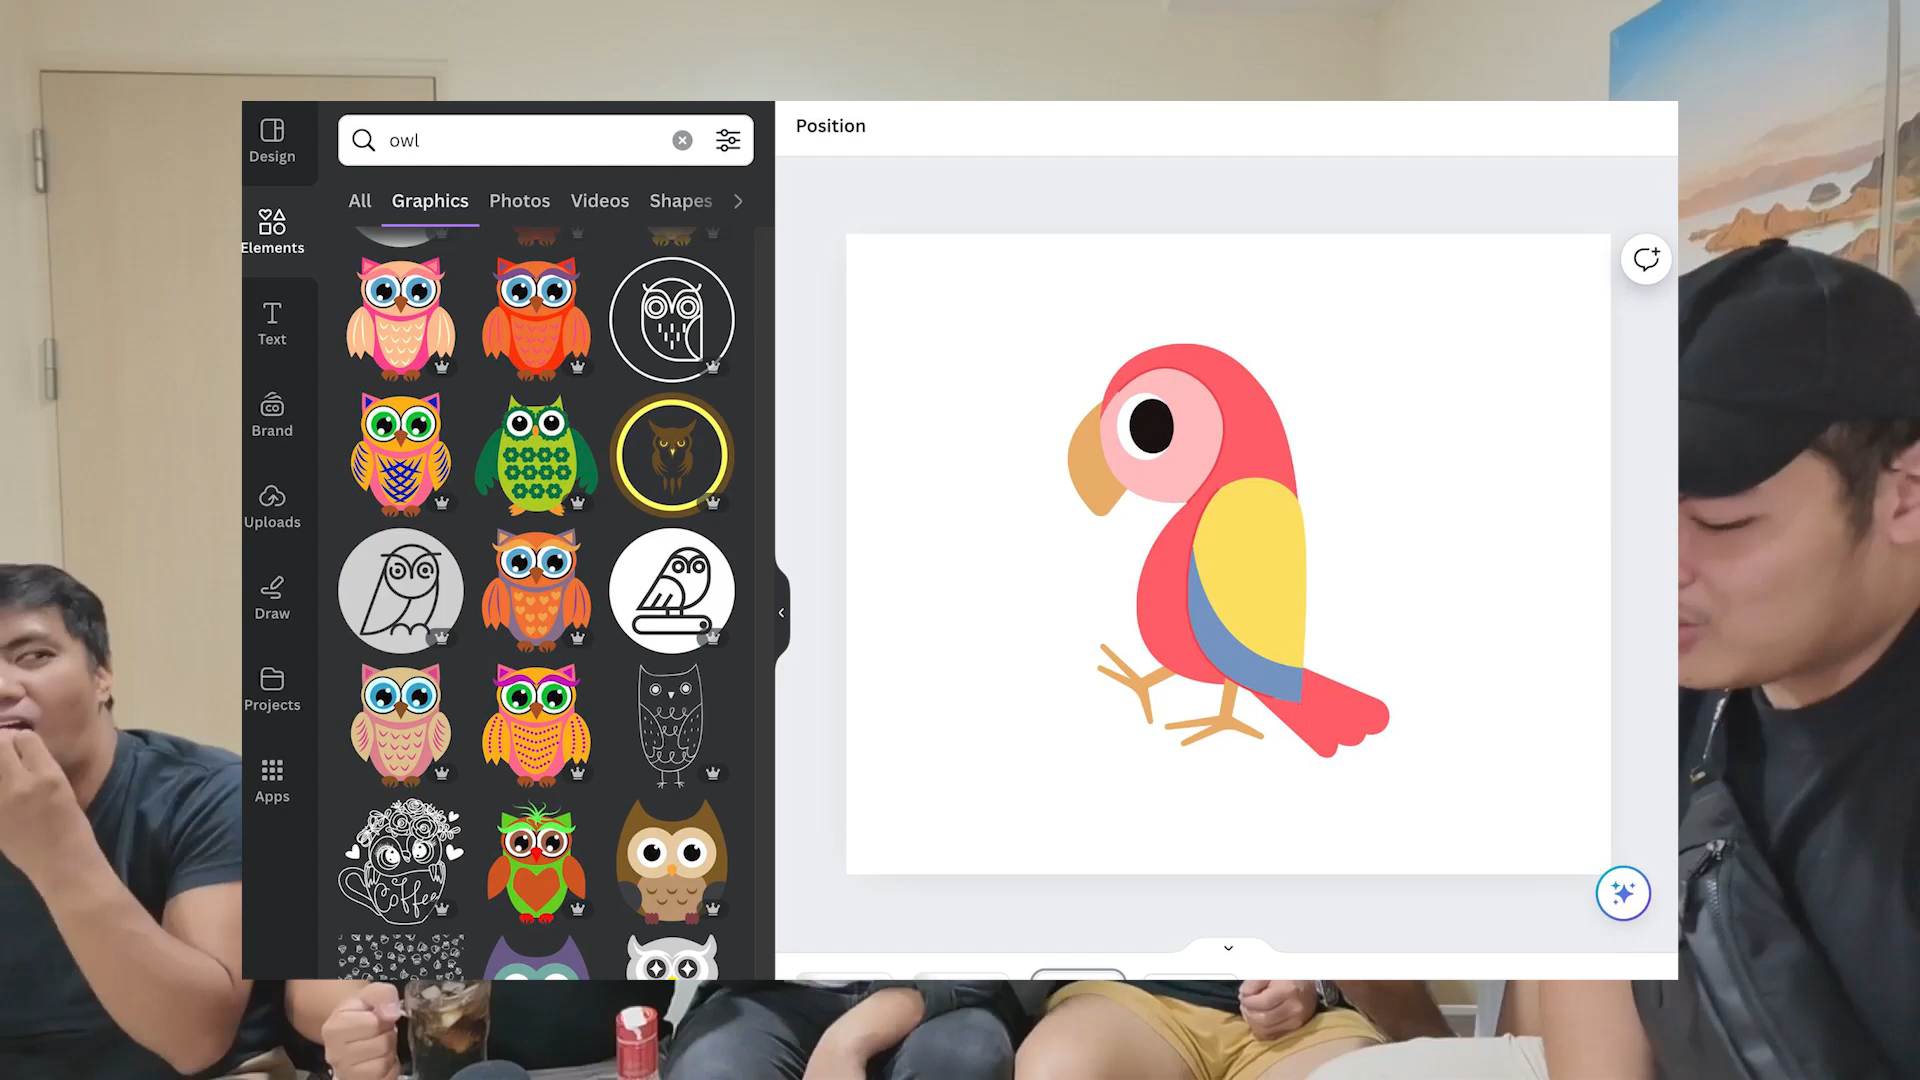 Design
Elements
Text
Brand
Uploads
Draw
Projects
Apps
owl
All Graphics Photos Videos Shapes
Coffee
Position